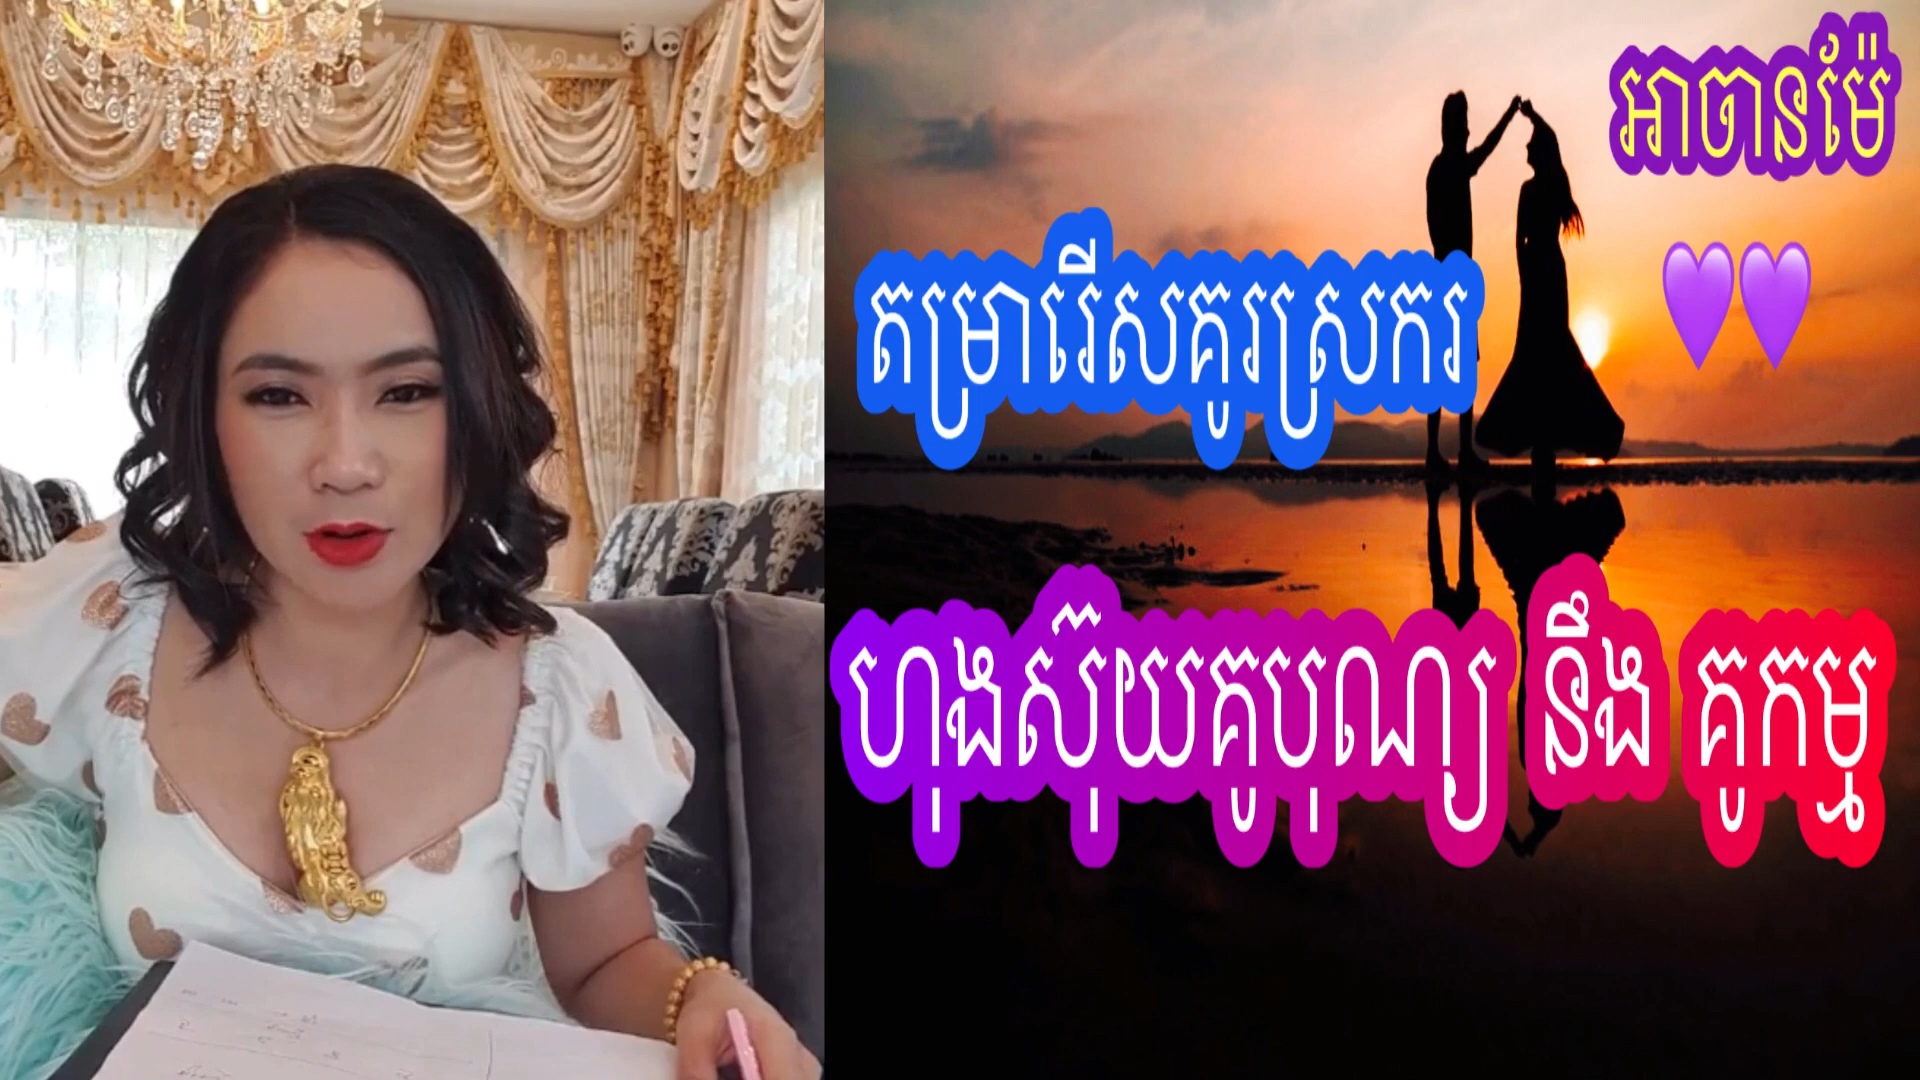 អាចានម៉ែ
តម្រារើសគូរស្រករ
ហុងស៊ុយគូបុណ្យ នឹង គូកម្ម